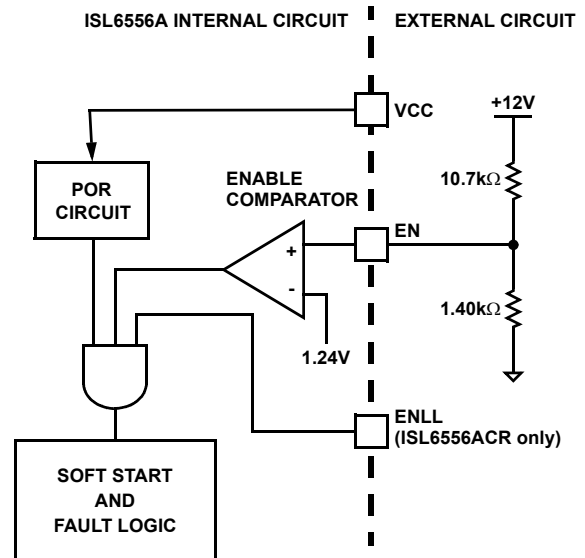 ISL6556A INTERNAL CIRCUIT
EXTERNAL CIRCUIT
VCC
+12V
POR
CIRCUIT
ENABLE
COMPARATOR
10.7kΩ
EN
+
-
1.40kΩ
1.24V
ENLL
(ISL6556ACR only)
SOFT START
AND
FAULT LOGIC